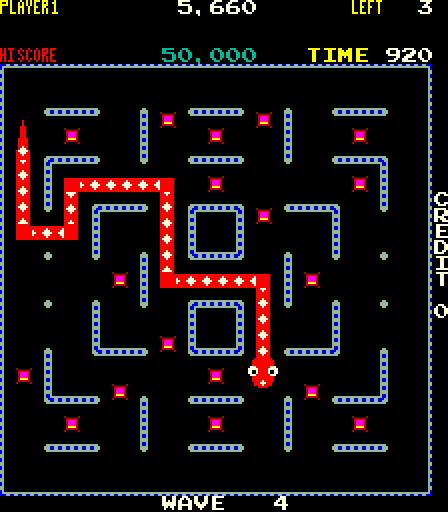 PLAYER1 5,660 LEFT 3
HISCORE 50,000 TIME 920
CREDIT 0
WAVE 4